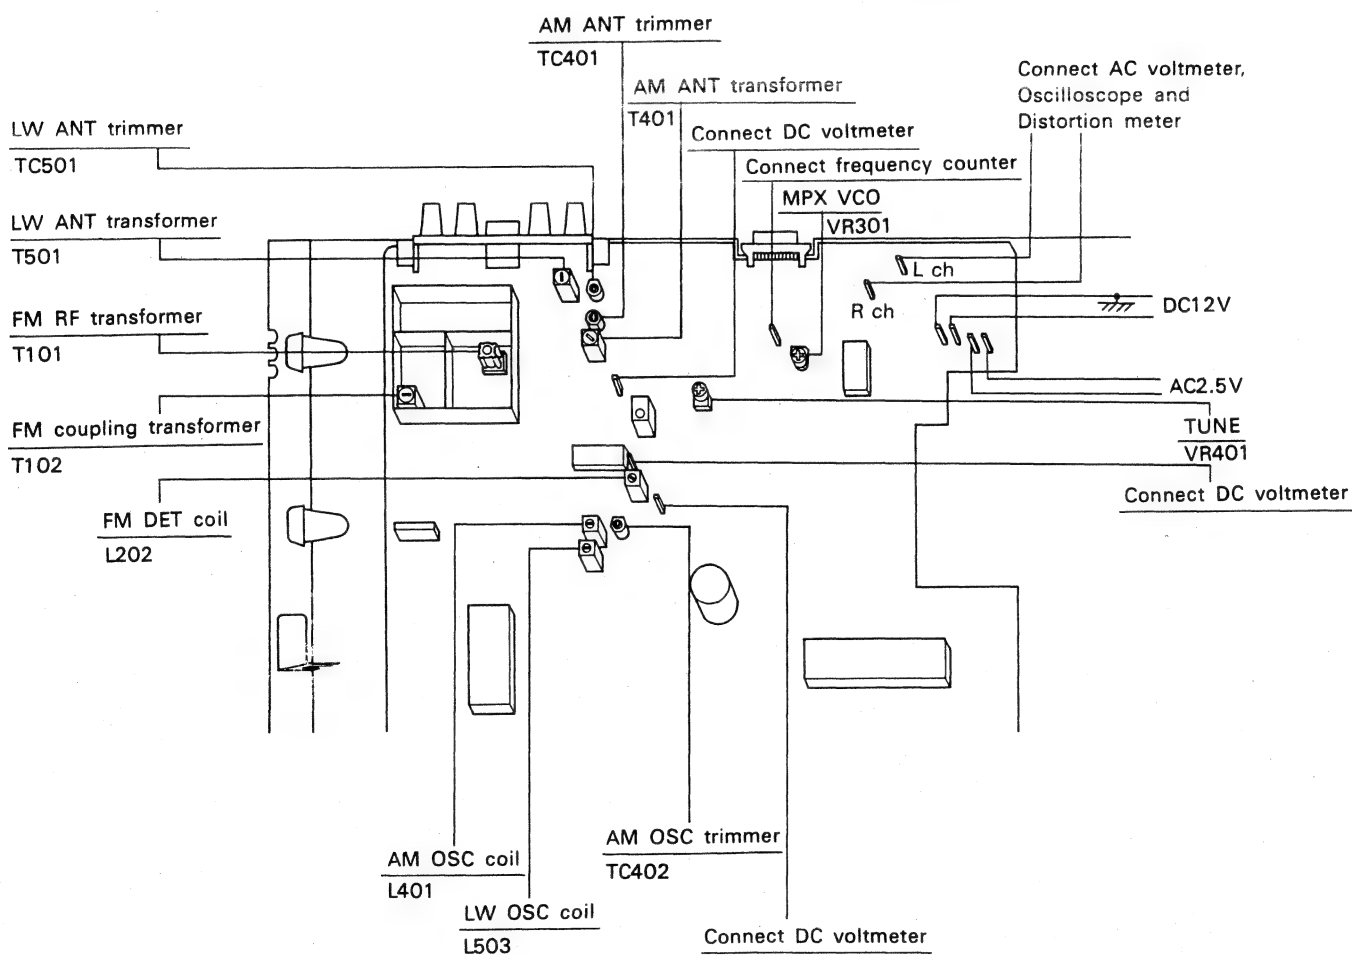 AM ANT trimmer
TC401
AM ANT transformer
T401
Connect AC voltmeter,
Oscilloscope and
Distortion meter
LW ANT trimmer
TC501
Connect DC voltmeter
Connect frequency counter
MPX VCO
VR301
LW ANT transformer
T501
L ch
R ch
DC12V
FM RF transformer
T101
AC2.5V
FM coupling transformer
T102
TUNE
VR401
Connect DC voltmeter
FM DET coil
L202
AM OSC coil
L401
AM OSC trimmer
TC402
LW OSC coil
L503
Connect DC voltmeter